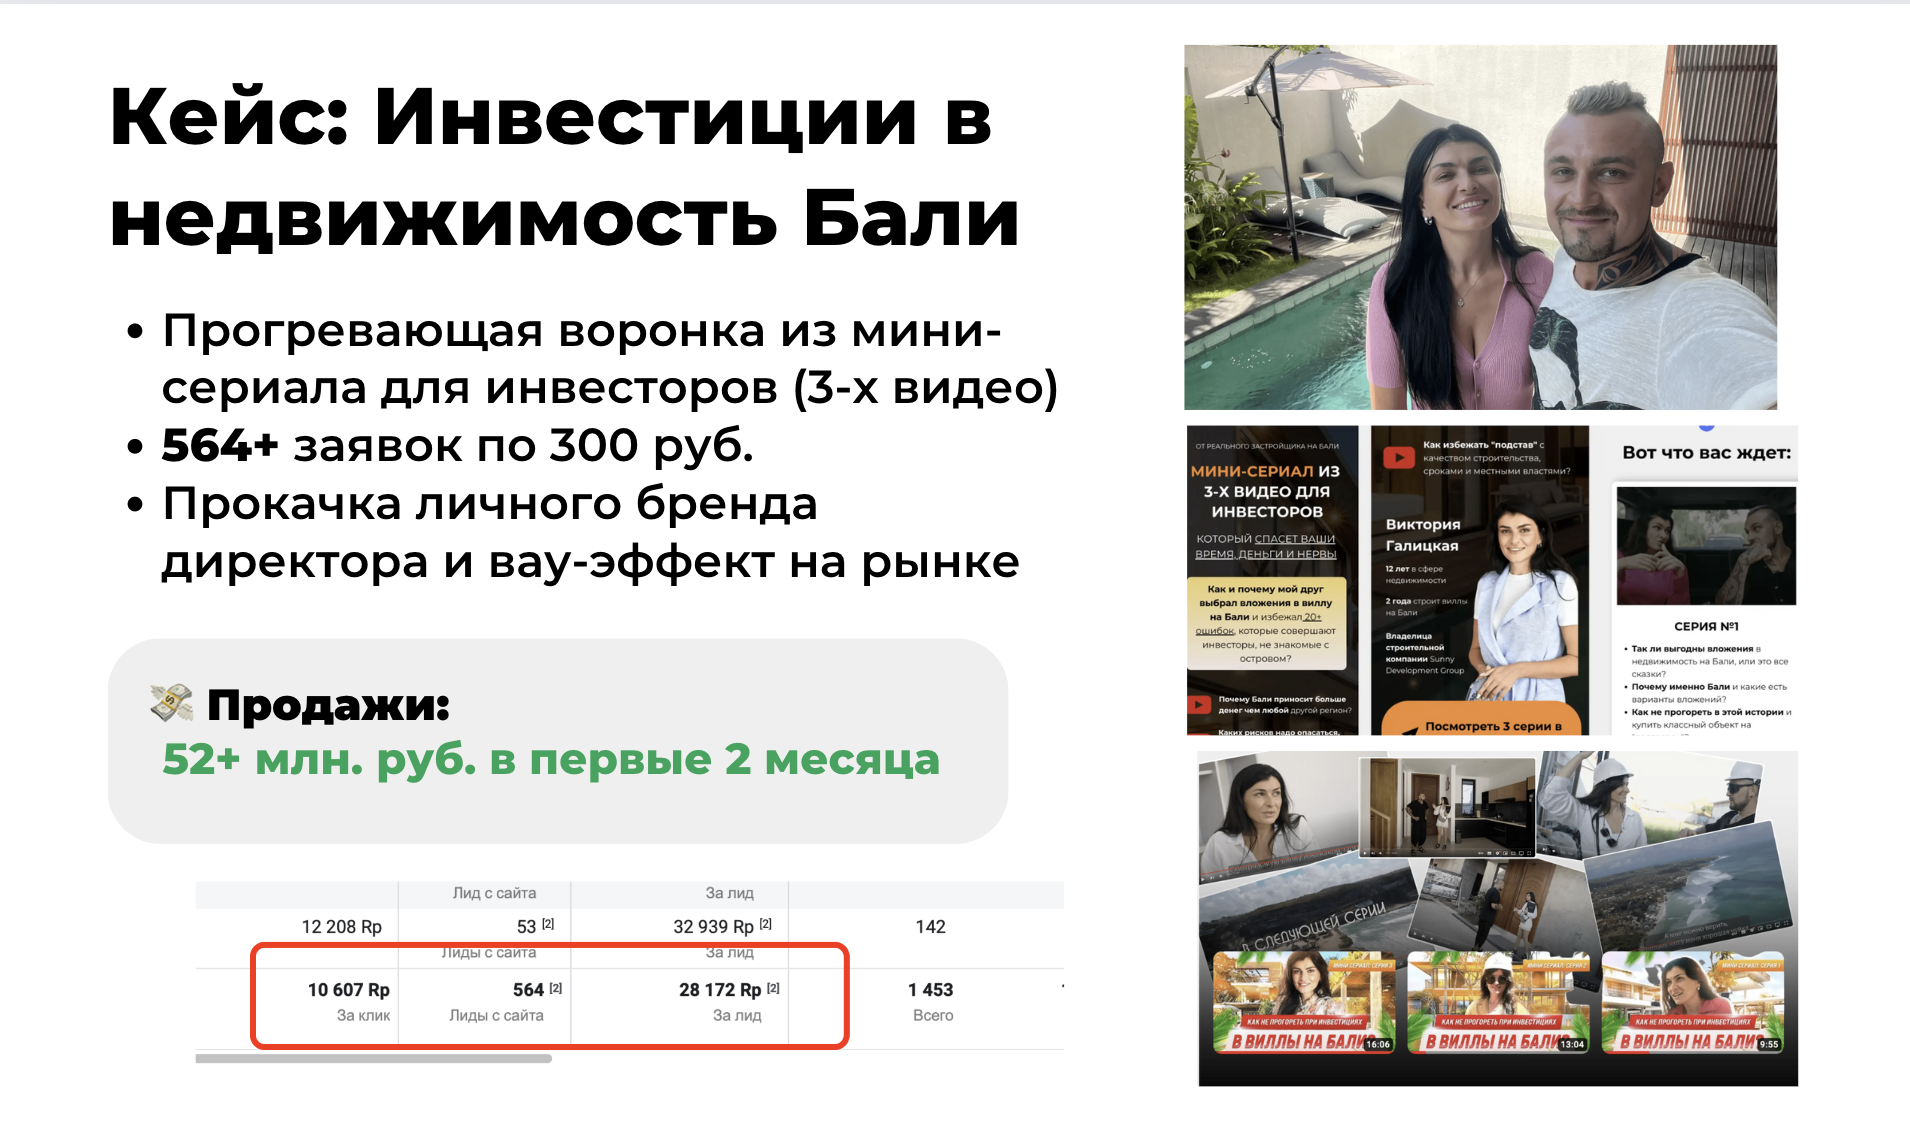 Кейс: Инвестиции в
недвижимость Бали
• Прогревающая воронка из мини-
сериала для инвесторов (3-х видео)
• 564+ заявок по 300 руб.
• Прокачка личного бренда
директора и вау-эффект на рынке
💸 Продажи:
52+ млн. руб. в первые 2 месяца
Лид с сайта За лид
12 208 Rp 53 [2] 32 939 Rp [2] 142
Лиды с сайта За лид
10 607 Rp 564 [2] 28 172 Rp [2] 1 453
За клик Лиды с сайта За лид Всего
ОТ РЕАЛЬНОГО ЗАСТРОЙЩИКА НА БАЛИ
МИНИ-СЕРИАЛ ИЗ
3-Х ВИДЕО ДЛЯ
ИНВЕСТОРОВ
КОТОРЫЙ СПАСЕТ ВАШИ
ВРЕМЯ, ДЕНЬГИ И НЕРВЫ
Как и почему мой друг
выбрал вложения в виллу
на Бали и избежал 20+
ошибок, которые совершают
инвесторы, не знакомые с
островом?
Почему Бали приносит больше
денег чем любой другой регион?
Каких рисков надо опасаться,
Как избежать "подстав" с
качеством строительства,
сроками и местными властями?
Виктория
Галицкая
12 лет в сфере
недвижимости
2 года строит виллы
на Бали
Владелица
строительной
компании Sunny
Development Group
Посмотреть 3 серии в
Вот что вас ждет:
СЕРИЯ №1
• Так ли выгодны вложения в
недвижимость на Бали, или это все
сказки?
• Почему именно Бали и какие есть
варианты вложений?
• Как не прогореть в этой истории и
купить классный объект на
В СЛЕДУЮЩЕЙ СЕРИИ
МИНИ-СЕРИАЛ: СЕРИЯ 3
КАК НЕ ПРОГОРЕТЬ ПРИ ИНВЕСТИЦИЯХ
В ВИЛЛЫ НА БАЛИ?
16:06
МИНИ-СЕРИАЛ: СЕРИЯ 2
КАК НЕ ПРОГОРЕТЬ ПРИ ИНВЕСТИЦИЯХ
В ВИЛЛЫ НА БАЛИ?
13:04
МИНИ-СЕРИАЛ: СЕРИЯ 1
КАК НЕ ПРОГОРЕТЬ ПРИ ИНВЕСТИЦИЯХ
В ВИЛЛЫ НА БАЛИ?
9:55